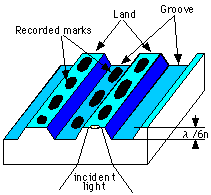 Land
Groove
Recorded marks
λ/6n
incident
light